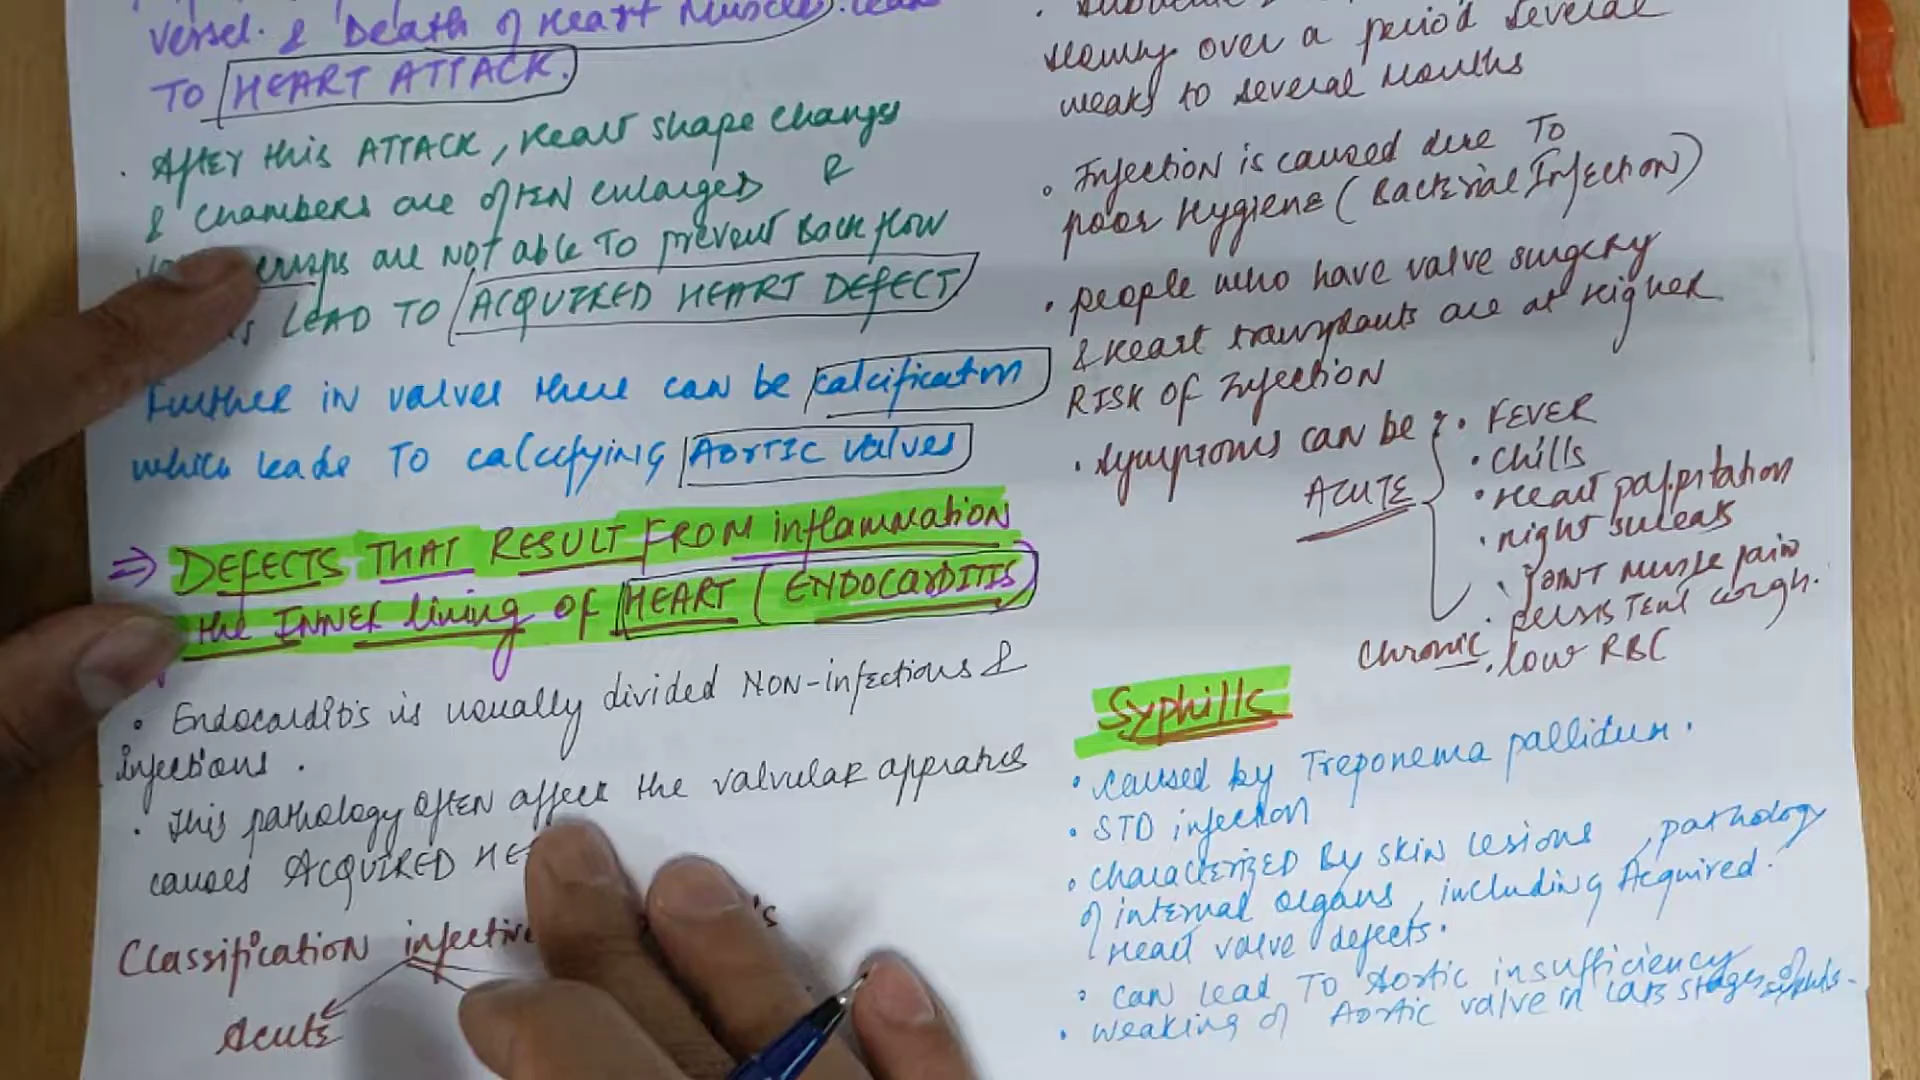 Vessel. & Death of Heart Muscles. lead
TO HEART ATTACK.
. After this ATTACK, Heart shape changes
& chambers are often enlarged &
are not able to prevent Back flow
LEAD TO ACQUIRED HEART DEFECT
Further in valves there can be calcification
which leads TO calcifying Aortic valves
⇒ DEFECTS THAT RESULT FROM inflammation
the INNER lining of HEART (ENDOCARDITIS)
. Endocarditis is usually divided Non-infectious &
infectious.
. This pathology often affect the valvular appratus
causes ACQUIRED HE
Classification infective
Acute
slowly over a period several
weaks to several Months
. Infection is caused due To
poor Hygiene (Bacterial Infection)
. people who have valve surgery
& Heart transplants are at Higher
RISK OF Infection
. symptoms can be : . FEVER
. chills
ACUTE . Heart palpitation
. night sweats
. joint muscle pain
. persistent cough.
Chronic . low RBC
Syphills
. caused by Treponema pallidum.
. STD infection
. characterized By skin lesions, pathology
of internal organs, including Acquired.
Heart valve defects.
. can lead To Aortic insufficiency
. weaking of Aortic valve in late stages of